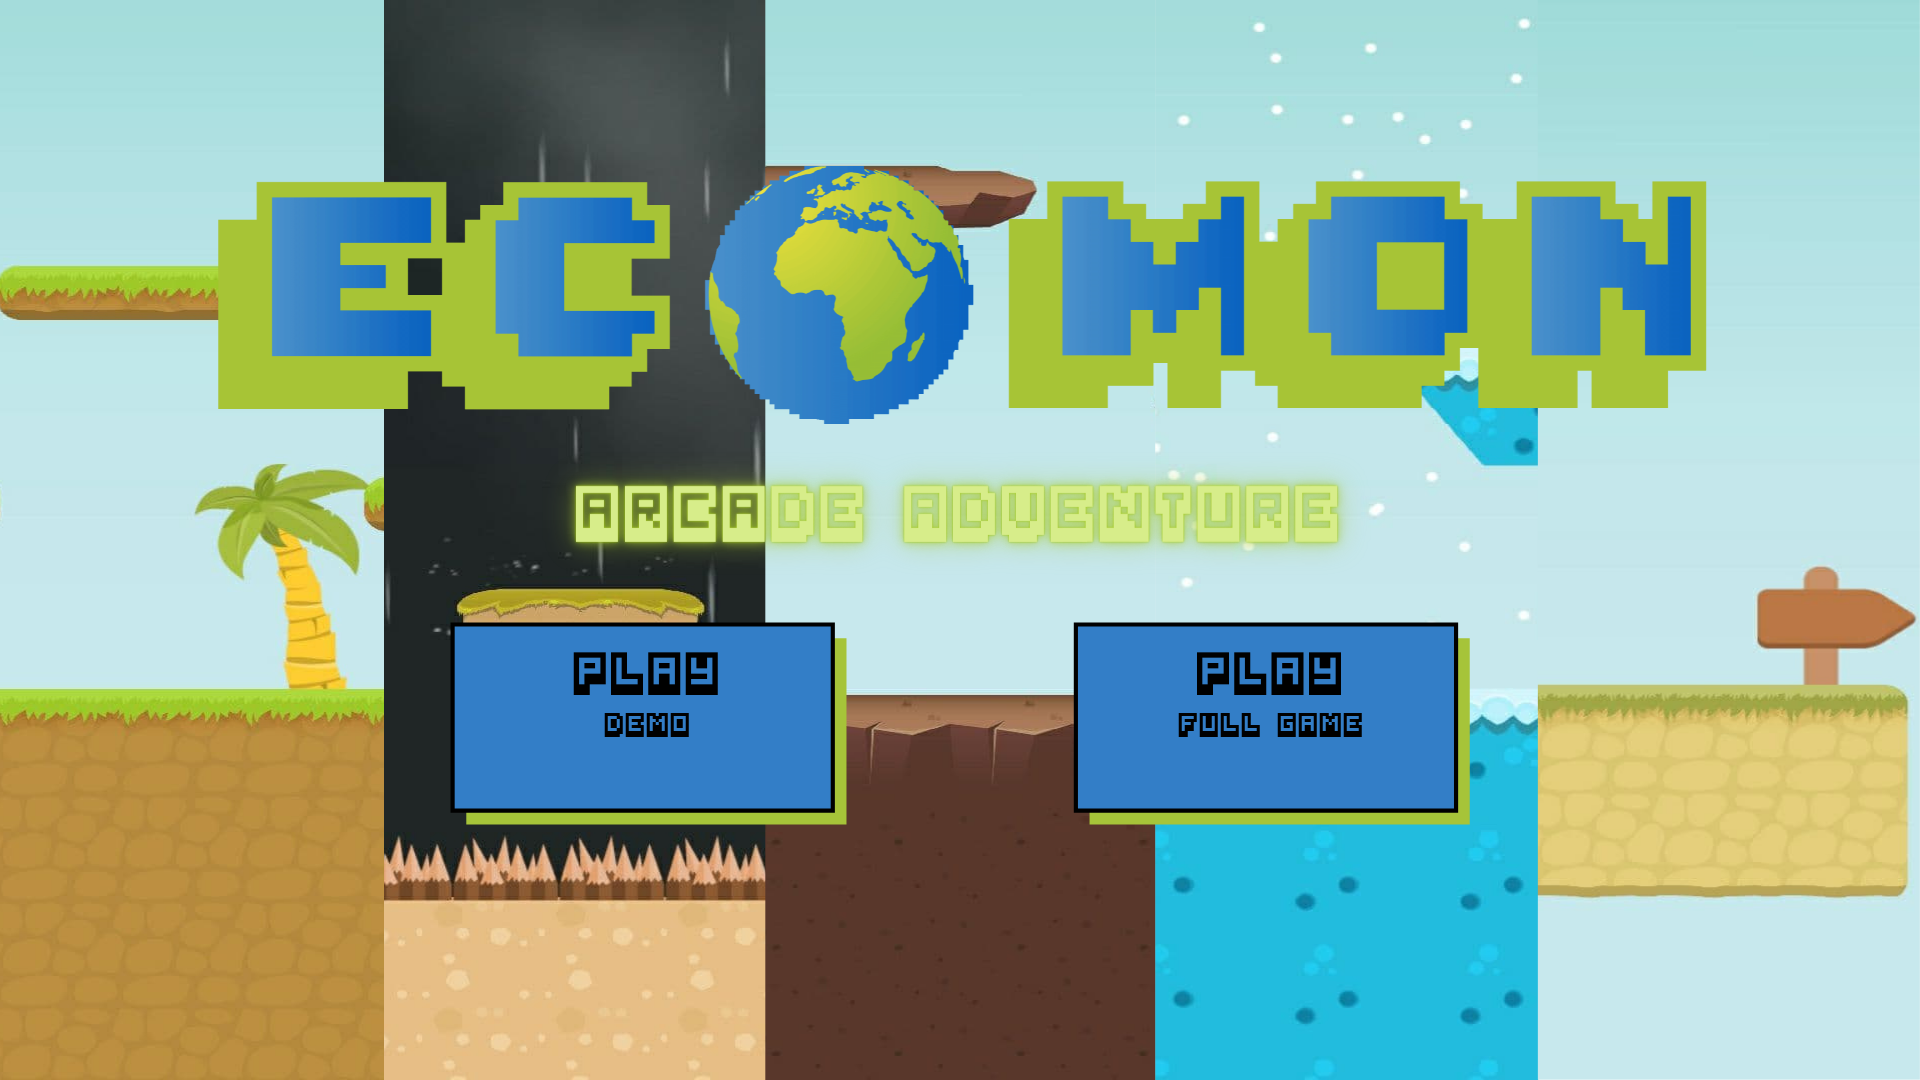 ECOMON
ARCADE ADVENTURE
PLAY
DEMO
PLAY
FULL GAME